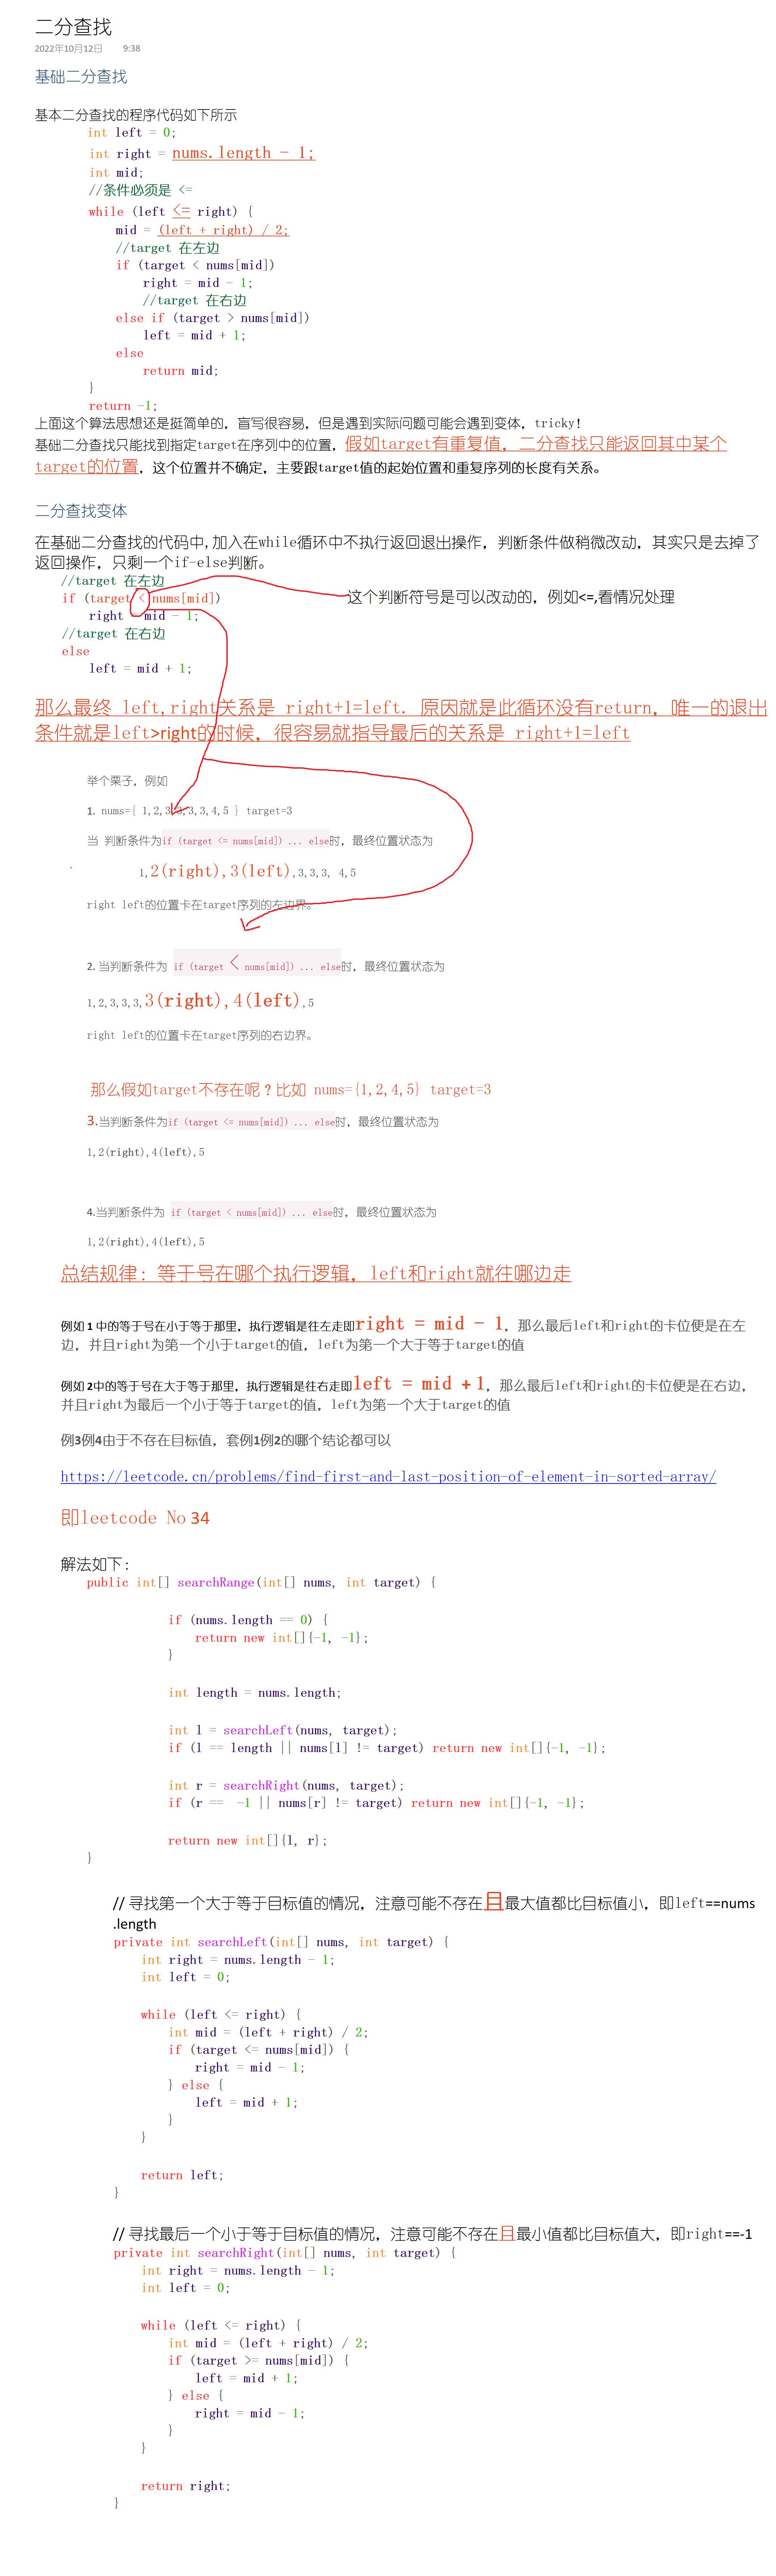 二分查找
2022年10月12日 9:38
基础二分查找
基本二分查找的程序代码如下所示
int left = 0;
int right = nums.length - 1;
int mid;
//条件必须是 <=
while (left <= right) {
mid = (left + right) / 2;
//target 在左边
if (target < nums[mid])
right = mid - 1;
//target 在右边
else if (target > nums[mid])
left = mid + 1;
else
return mid;
}
return -1;
上面这个算法思想还是挺简单的，盲写很容易，但是遇到实际问题可能会遇到变体，tricky！
基础二分查找只能找到指定target在序列中的位置，假如target有重复值，二分查找只能返回其中某个
target的位置，这个位置并不确定，主要跟target值的起始位置和重复序列的长度有关系。
二分查找变体
在基础二分查找的代码中,加入在while循环中不执行返回退出操作，判断条件做稍微改动，其实只是去掉了
返回操作，只剩一个if-else判断。
//target 在左边
if (target < nums[mid])
这个判断符号是可以改动的，例如<=,看情况处理
right = mid - 1;
//target 在右边
else
left = mid + 1;
那么最终 left,right关系是 right+1=left. 原因就是此循环没有return，唯一的退出
条件就是left>right的时候，很容易就指导最后的关系是 right+1=left
举个栗子，例如
1. nums={ 1,2,3,3,3,3,4,5 } target=3
当 判断条件为if (target <= nums[mid]) ... else时，最终位置状态为
1,2(right),3(left),3,3,3, 4,5
right left的位置卡在target序列的左边界。
2. 当判断条件为 if (target < nums[mid]) ... else时，最终位置状态为
1,2,3,3,3,3(right),4(left),5
right left的位置卡在target序列的右边界。
那么假如target不存在呢？比如 nums={1,2,4,5} target=3
3.当判断条件为if (target <= nums[mid]) ... else时，最终位置状态为
1,2(right),4(left),5
4.当判断条件为 if (target < nums[mid]) ... else时，最终位置状态为
1,2(right),4(left),5
总结规律：等于号在哪个执行逻辑，left和right就往哪边走
例如 1 中的等于号在小于等于那里，执行逻辑是往左走即right = mid - 1，那么最后left和right的卡位便是在左
边，并且right为第一个小于target的值，left为第一个大于等于target的值
例如 2中的等于号在大于等于那里，执行逻辑是往右走即left = mid + 1，那么最后left和right的卡位便是在右边，
并且right为最后一个小于等于target的值，left为第一个大于target的值
例3例4由于不存在目标值，套例1例2的哪个结论都可以
https://leetcode.cn/problems/find-first-and-last-position-of-element-in-sorted-array/
即leetcode No 34
解法如下：
public int[] searchRange(int[] nums, int target) {
if (nums.length == 0) {
return new int[]{-1, -1};
}
int length = nums.length;
int l = searchLeft(nums, target);
if (l == length || nums[l] != target) return new int[]{-1, -1};
int r = searchRight(nums, target);
if (r == -1 || nums[r] != target) return new int[]{-1, -1};
return new int[]{l, r};
}
// 寻找第一个大于等于目标值的情况，注意可能不存在且最大值都比目标值小，即left==nums
.length
private int searchLeft(int[] nums, int target) {
int right = nums.length - 1;
int left = 0;
while (left <= right) {
int mid = (left + right) / 2;
if (target <= nums[mid]) {
right = mid - 1;
} else {
left = mid + 1;
}
}
return left;
}
// 寻找最后一个小于等于目标值的情况，注意可能不存在且最小值都比目标值大，即right==-1
private int searchRight(int[] nums, int target) {
int right = nums.length - 1;
int left = 0;
while (left <= right) {
int mid = (left + right) / 2;
if (target >= nums[mid]) {
left = mid + 1;
} else {
right = mid - 1;
}
}
return right;
}